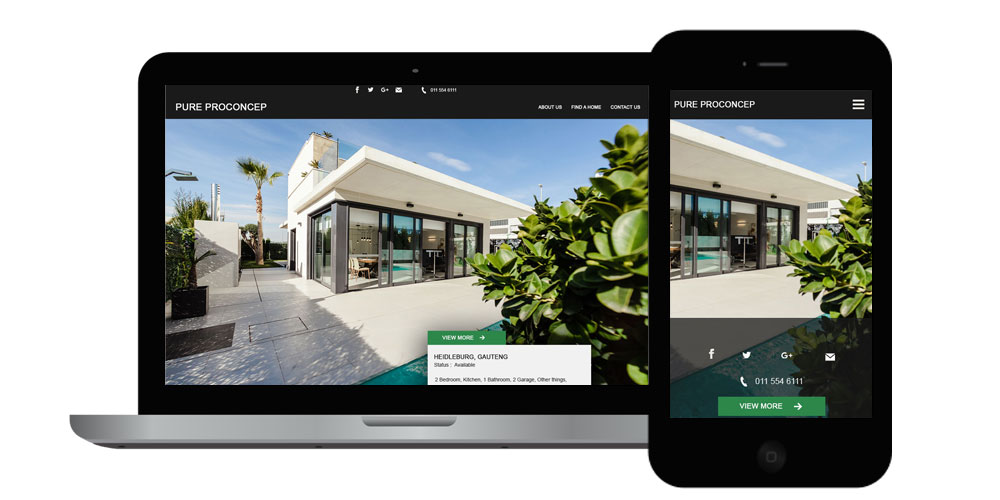 011 554 6111
PURE PROCONCEP
ABOUT US FIND A HOME CONTACT US
VIEW MORE
HEIDLEBURG, GAUTENG
Status : Available
2 Bedroom, Kitchen, 1 Bathroom, 2 Garage, Other things,
PURE PROCONCEP
G+
011 554 6111
VIEW MORE